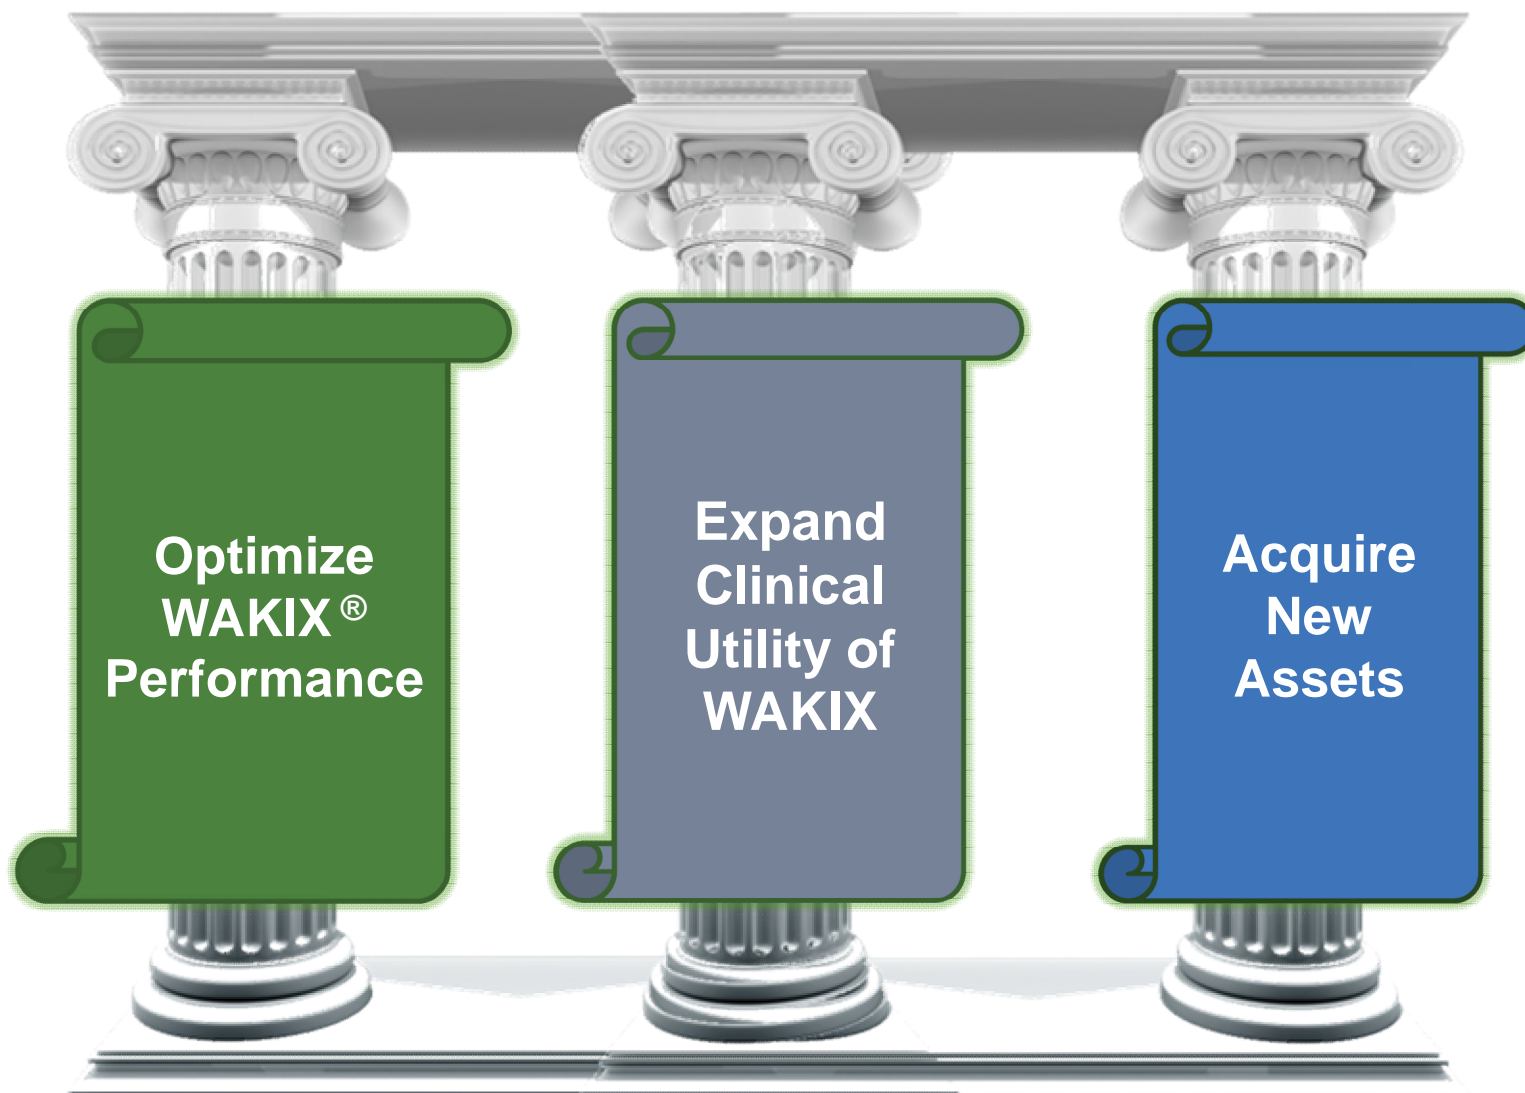 Optimize
WAKIX ®
Performance
Expand
Clinical
Utility of
WAKIX
Acquire
New
Assets